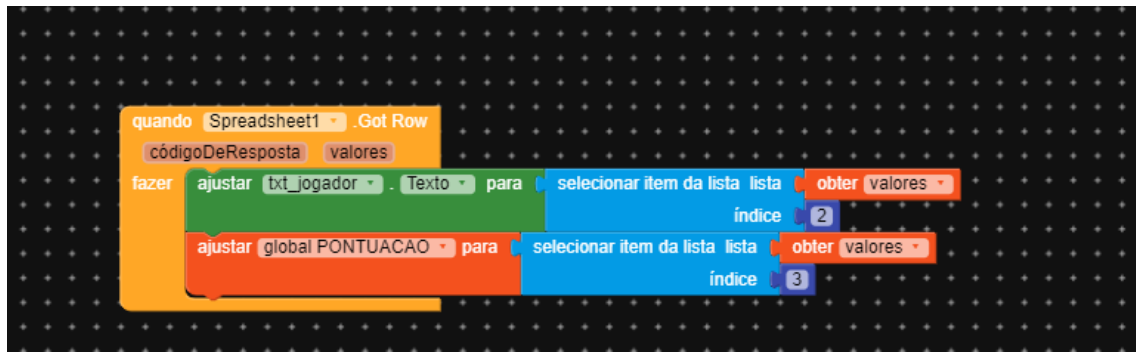 quando Spreadsheet1 .Got Row
códigoDeResposta valores
fazer ajustar txt_jogador . Texto para selecionar item da lista lista obter valores
índice 2
ajustar global PONTUACAO para selecionar item da lista lista obter valores
índice 3